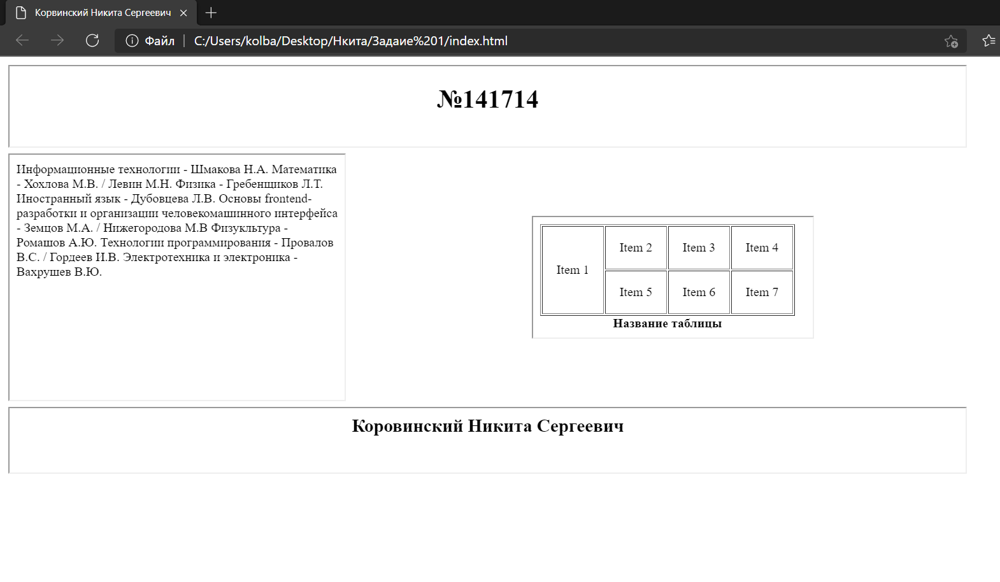 Корвинский Никита Сергеевич
Файл
C:/Users/kolba/Desktop/Нкита/Задаие%201/index.html
№141714
Информационные технологии - Шмакова Н.А. Математика
- Хохлова М.В. / Левин М.Н. Физика - Гребенщиков Л.Т.
Иностранный язык - Дубовцева Л.В. Основы frontend-
разработки и организации человекомашинного интерфейса
- Земцов М.А. / Нижегородова М.В Физукльтура -
Ромашов А.Ю. Технологии программирования - Провалов
В.С. / Гордеев И.В. Электротехника и электроника -
Вахрушев В.Ю.
Item 1
Item 2 Item 3 Item 4
Item 5 Item 6 Item 7
Название таблицы
Коровинский Никита Сергеевич